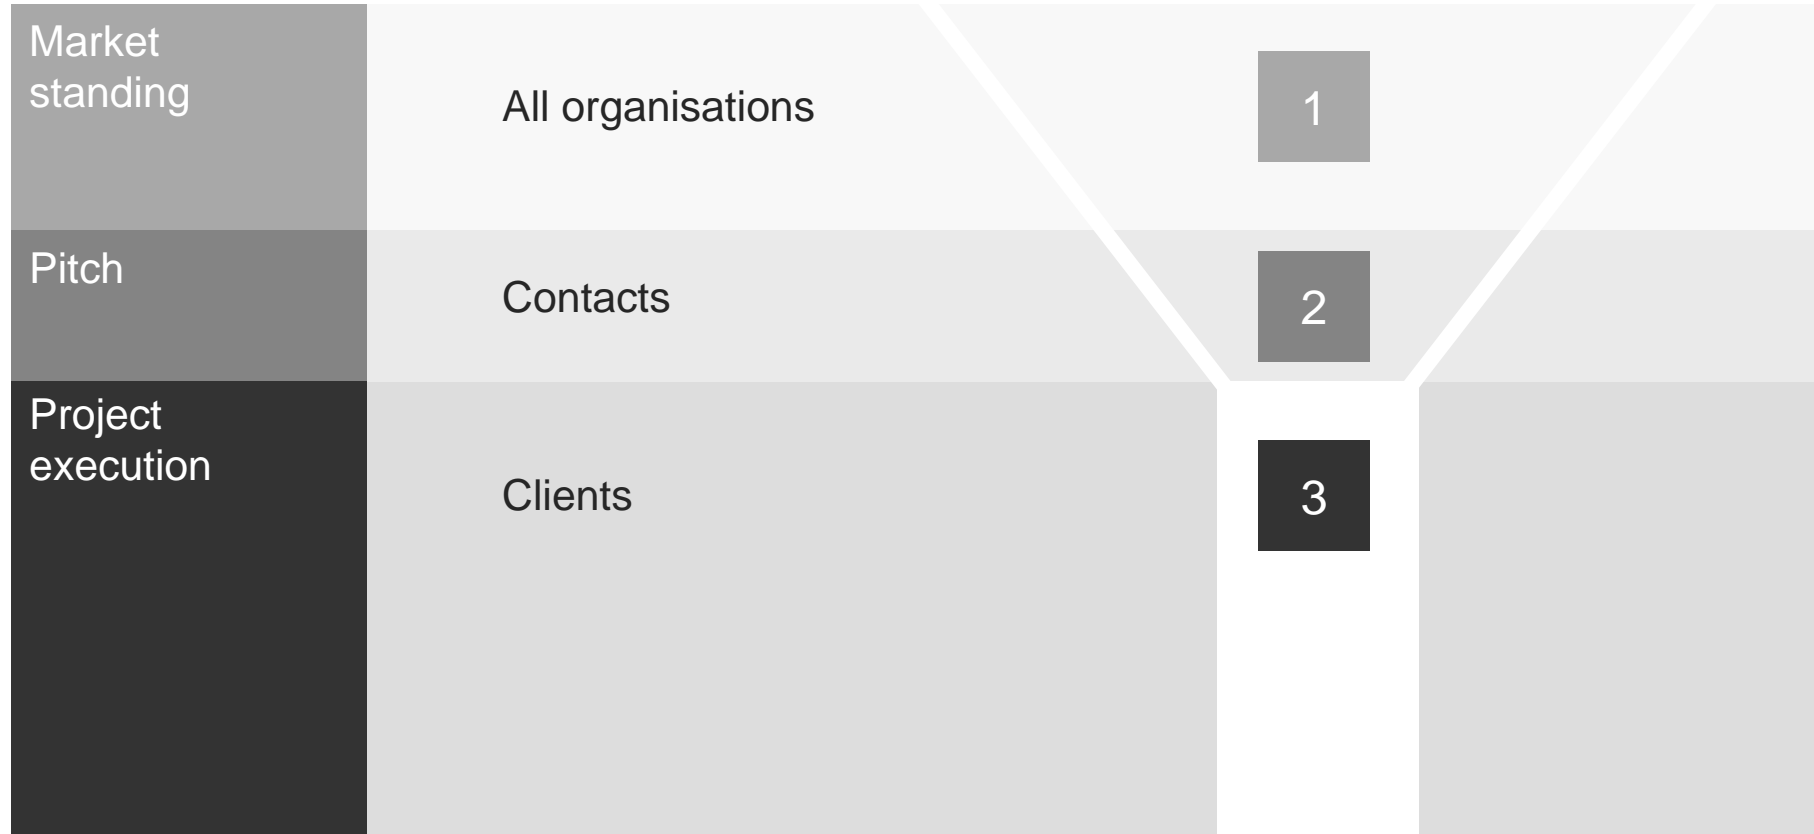 Market
standing
All organisations
1
Pitch
Contacts
2
Project
execution
Clients
3